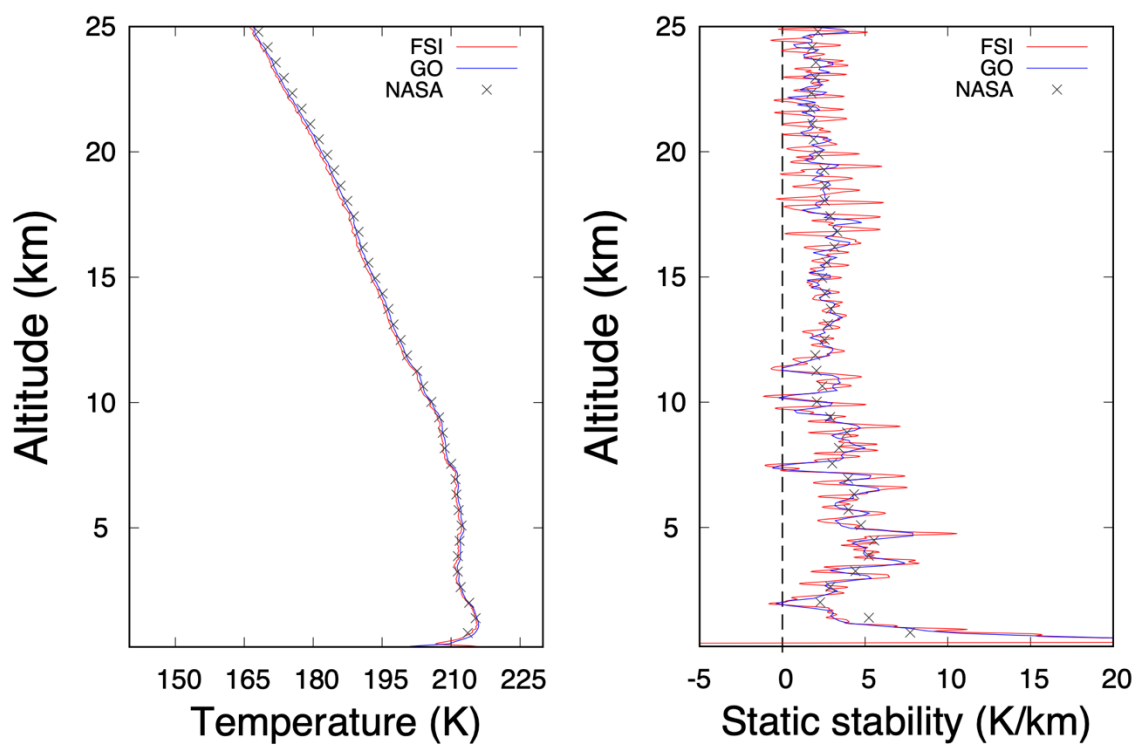 25
20
15
10
5
Altitude (km)
FSI
GO
NASA
150 165 180 195 210 225
Temperature (K)
25
20
15
10
5
Altitude (km)
FSI
GO
NASA
-5 0 5 10 15 20
Static stability (K/km)